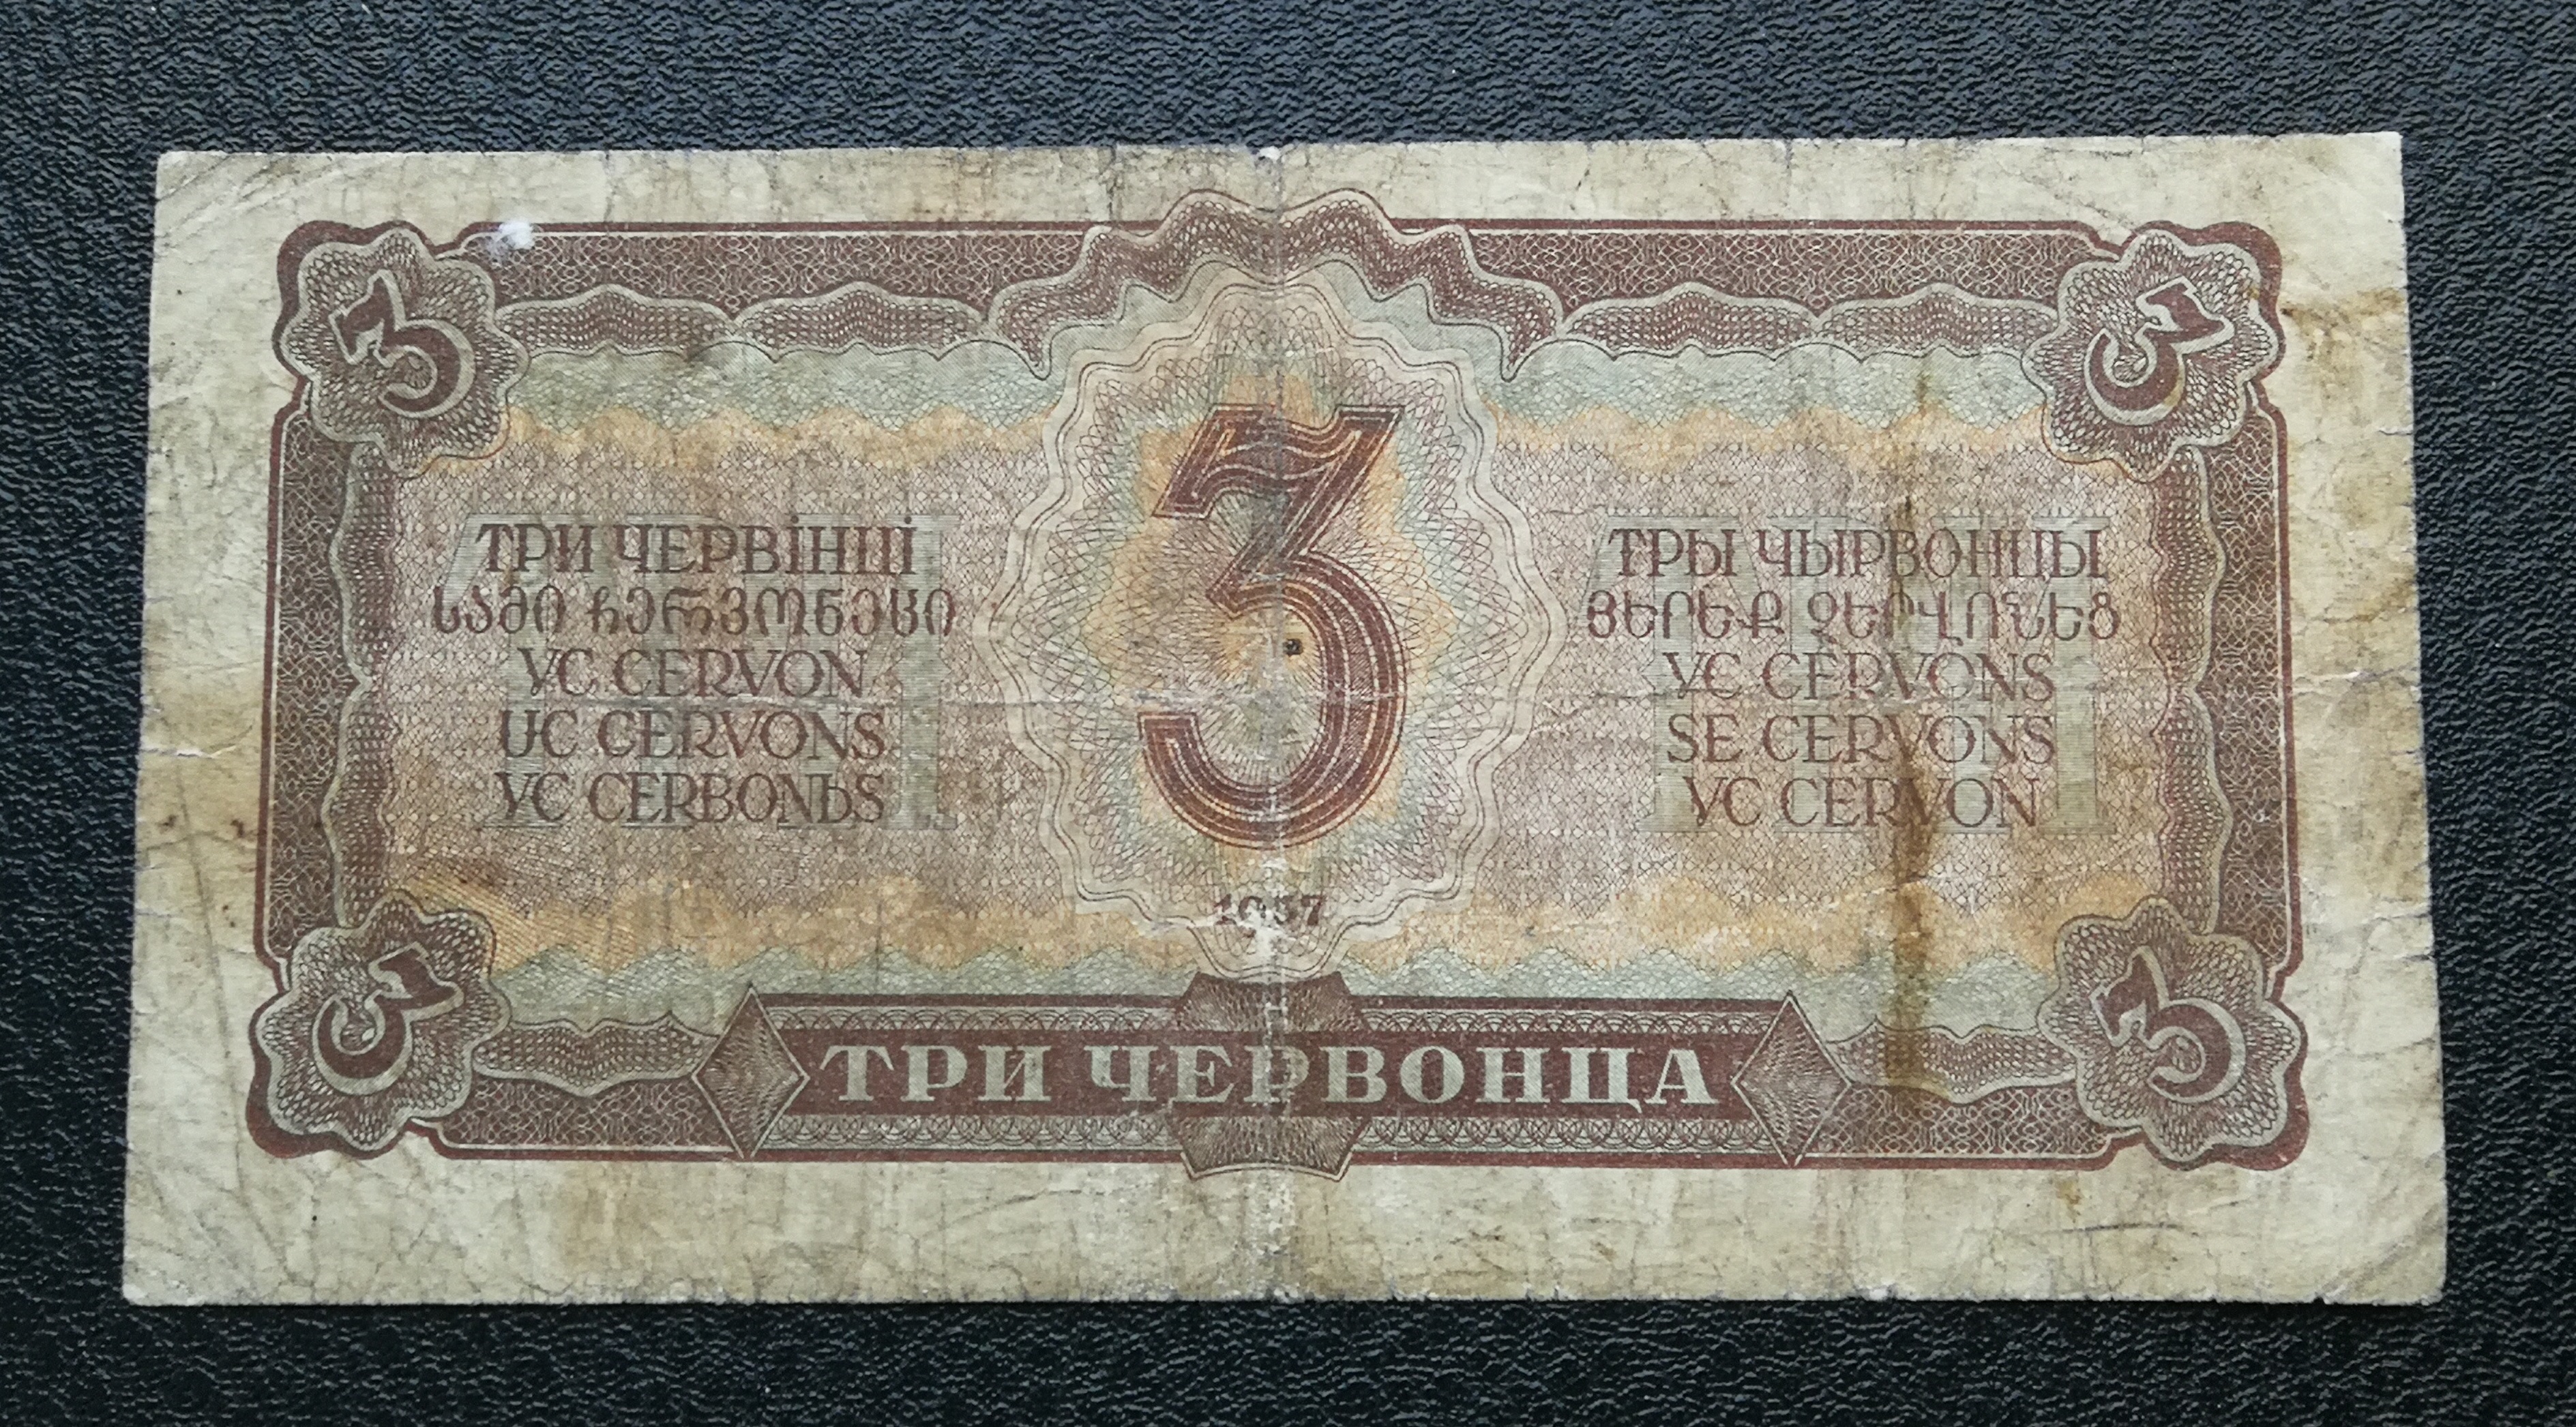 3
3
3
ТРИ ЧЕРВІНЦІ
სამი ჩერვონეცი
YC CERVON
UC CERVONS
YC CERBONЬS
ТРЫ ЧЫРВОНЦЫ
ՅԵՐԵՔ ՉԵՐՎՈՆԵՑ
YC CERVONS
SE CERVONS
YC CERVON
1937
3
ТРИ ЧЕРВОНЦА
3